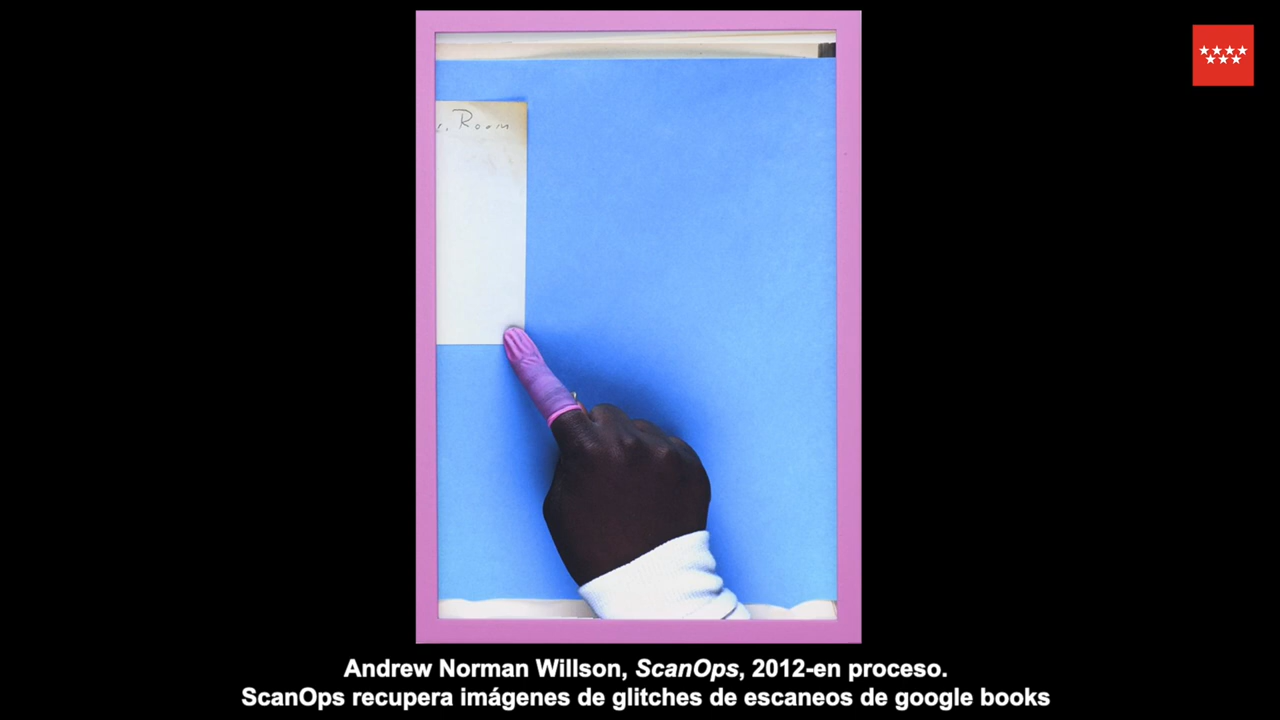 Room
Andrew Norman Willson, ScanOps, 2012-en proceso.
ScanOps recupera imágenes de glitches de escaneos de google books